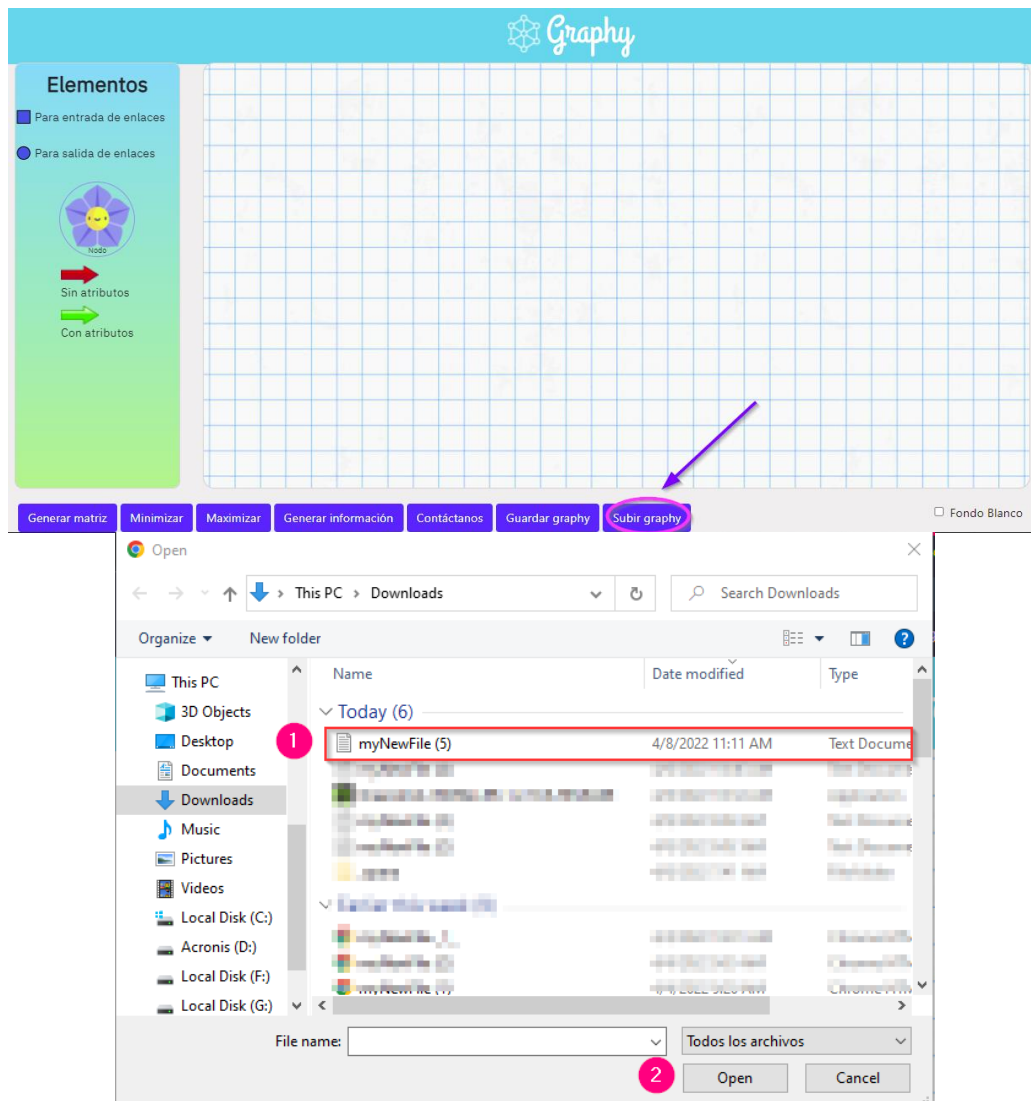 Graphy
Elementos
Para entrada de enlaces
Para salida de enlaces
Nodo
Sin atributos
Con atributos
Generar matriz Minimizar Maximizar Generar información Contáctanos Guardar graphy Subir graphy Fondo Blanco
Open
This PC > Downloads Search Downloads
Organize New folder
Name Date modified Type
This PC
3D Objects
Desktop
Documents
Downloads
Music
Pictures
Videos
Local Disk (C:)
Acronis (D:)
Local Disk (F:)
Local Disk (G:)
Today (6)
1 myNewFile (5) 4/8/2022 11:11 AM Text Docume
File name: Todos los archivos
2 Open Cancel